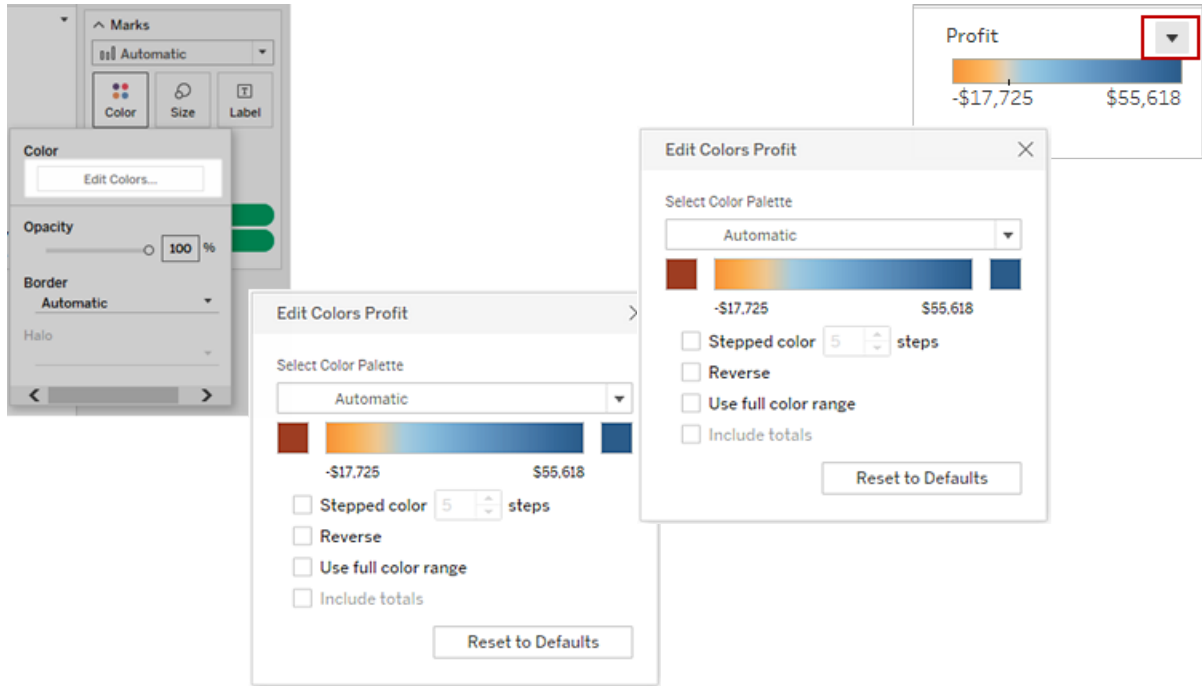 Marks
Automatic
Color
Size
T
Label
Color
Edit Colors...
Opacity
100 %
Border
Automatic
Halo
Edit Colors Profit
Select Color Palette
Automatic
-$17,725 $55,618
Stepped color 5 steps
Reverse
Use full color range
Include totals
Reset to Defaults
Edit Colors Profit
Select Color Palette
Automatic
-$17,725 $55,618
Stepped color 5 steps
Reverse
Use full color range
Include totals
Reset to Defaults
Profit
-$17,725 $55,618